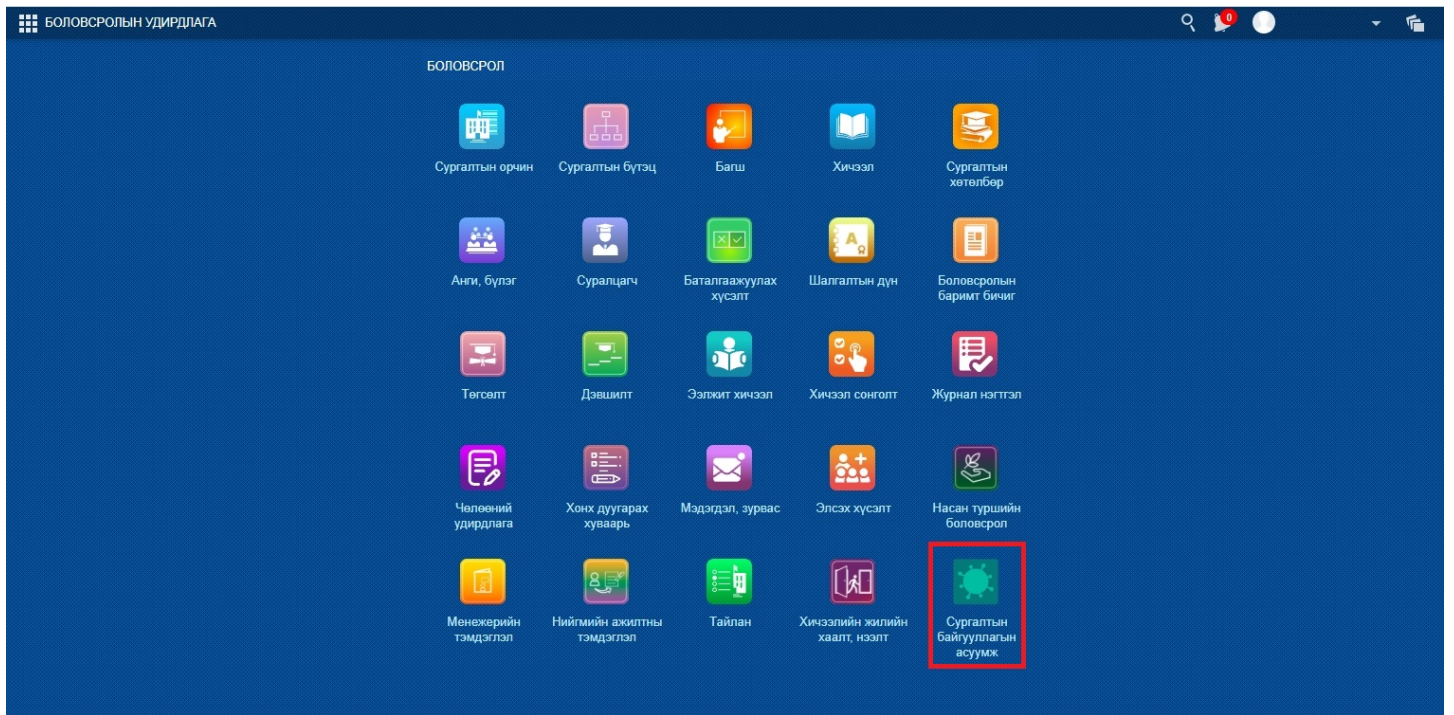 БОЛОВСРОЛЫН УДИРДЛАГА
0
БОЛОВСРОЛ
Сургалтын орчин
Сургалтын бүтэц
Багш
Хичээл
Сургалтын
хөтөлбөр
Анги, бүлэг
Суралцагч
Баталгаажуулах
хүсэлт
Шалгалтын дүн
Боловсролын
баримт бичиг
Төгсөлт
Дэвшилт
Ээлжит хичээл
Хичээл сонголт
Журнал нэгтгэл
Чөлөөний
удирдлага
Хонх дуугарах
хуваарь
Мэдэгдэл, зурвас
Элсэх хүсэлт
Насан туршийн
боловсрол
Менежерийн
тэмдэглэл
Нийгмийн ажилтны
тэмдэглэл
Тайлан
Хичээлийн жилийн
хаалт, нээлт
Сургалтын
байгууллагын
асуумж